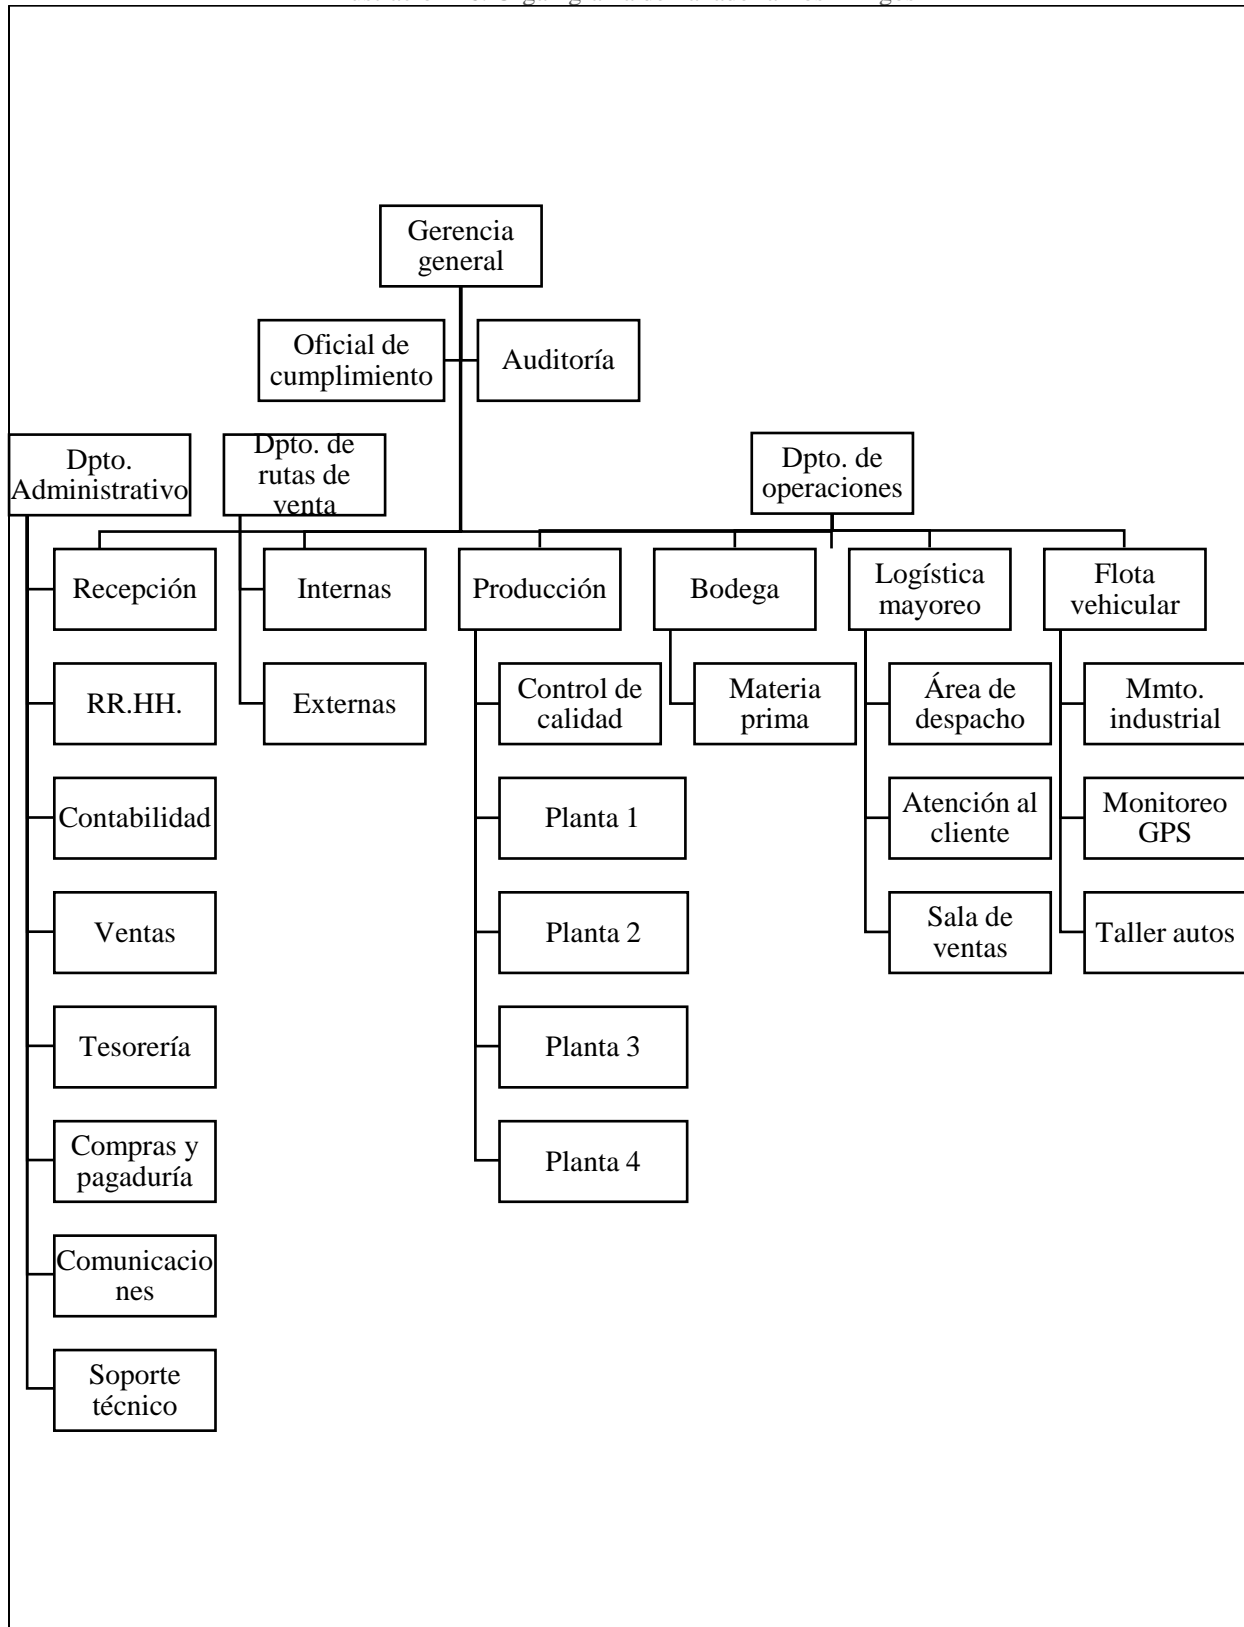 Gerencia
general
Oficial de
cumplimiento
Auditoría
Dpto.
Administrativo
Dpto. de
rutas de
venta
Dpto. de
operaciones
Recepción
Internas
Producción
Bodega
Logística
mayoreo
Flota
vehicular
RR.HH.
Externas
Control de
calidad
Materia
prima
Área de
despacho
Mmto.
industrial
Contabilidad
Planta 1
Atención al
cliente
Monitoreo
GPS
Ventas
Planta 2
Sala de
ventas
Taller autos
Tesorería
Planta 3
Compras y
pagaduría
Planta 4
Comunicacio
nes
Soporte
técnico